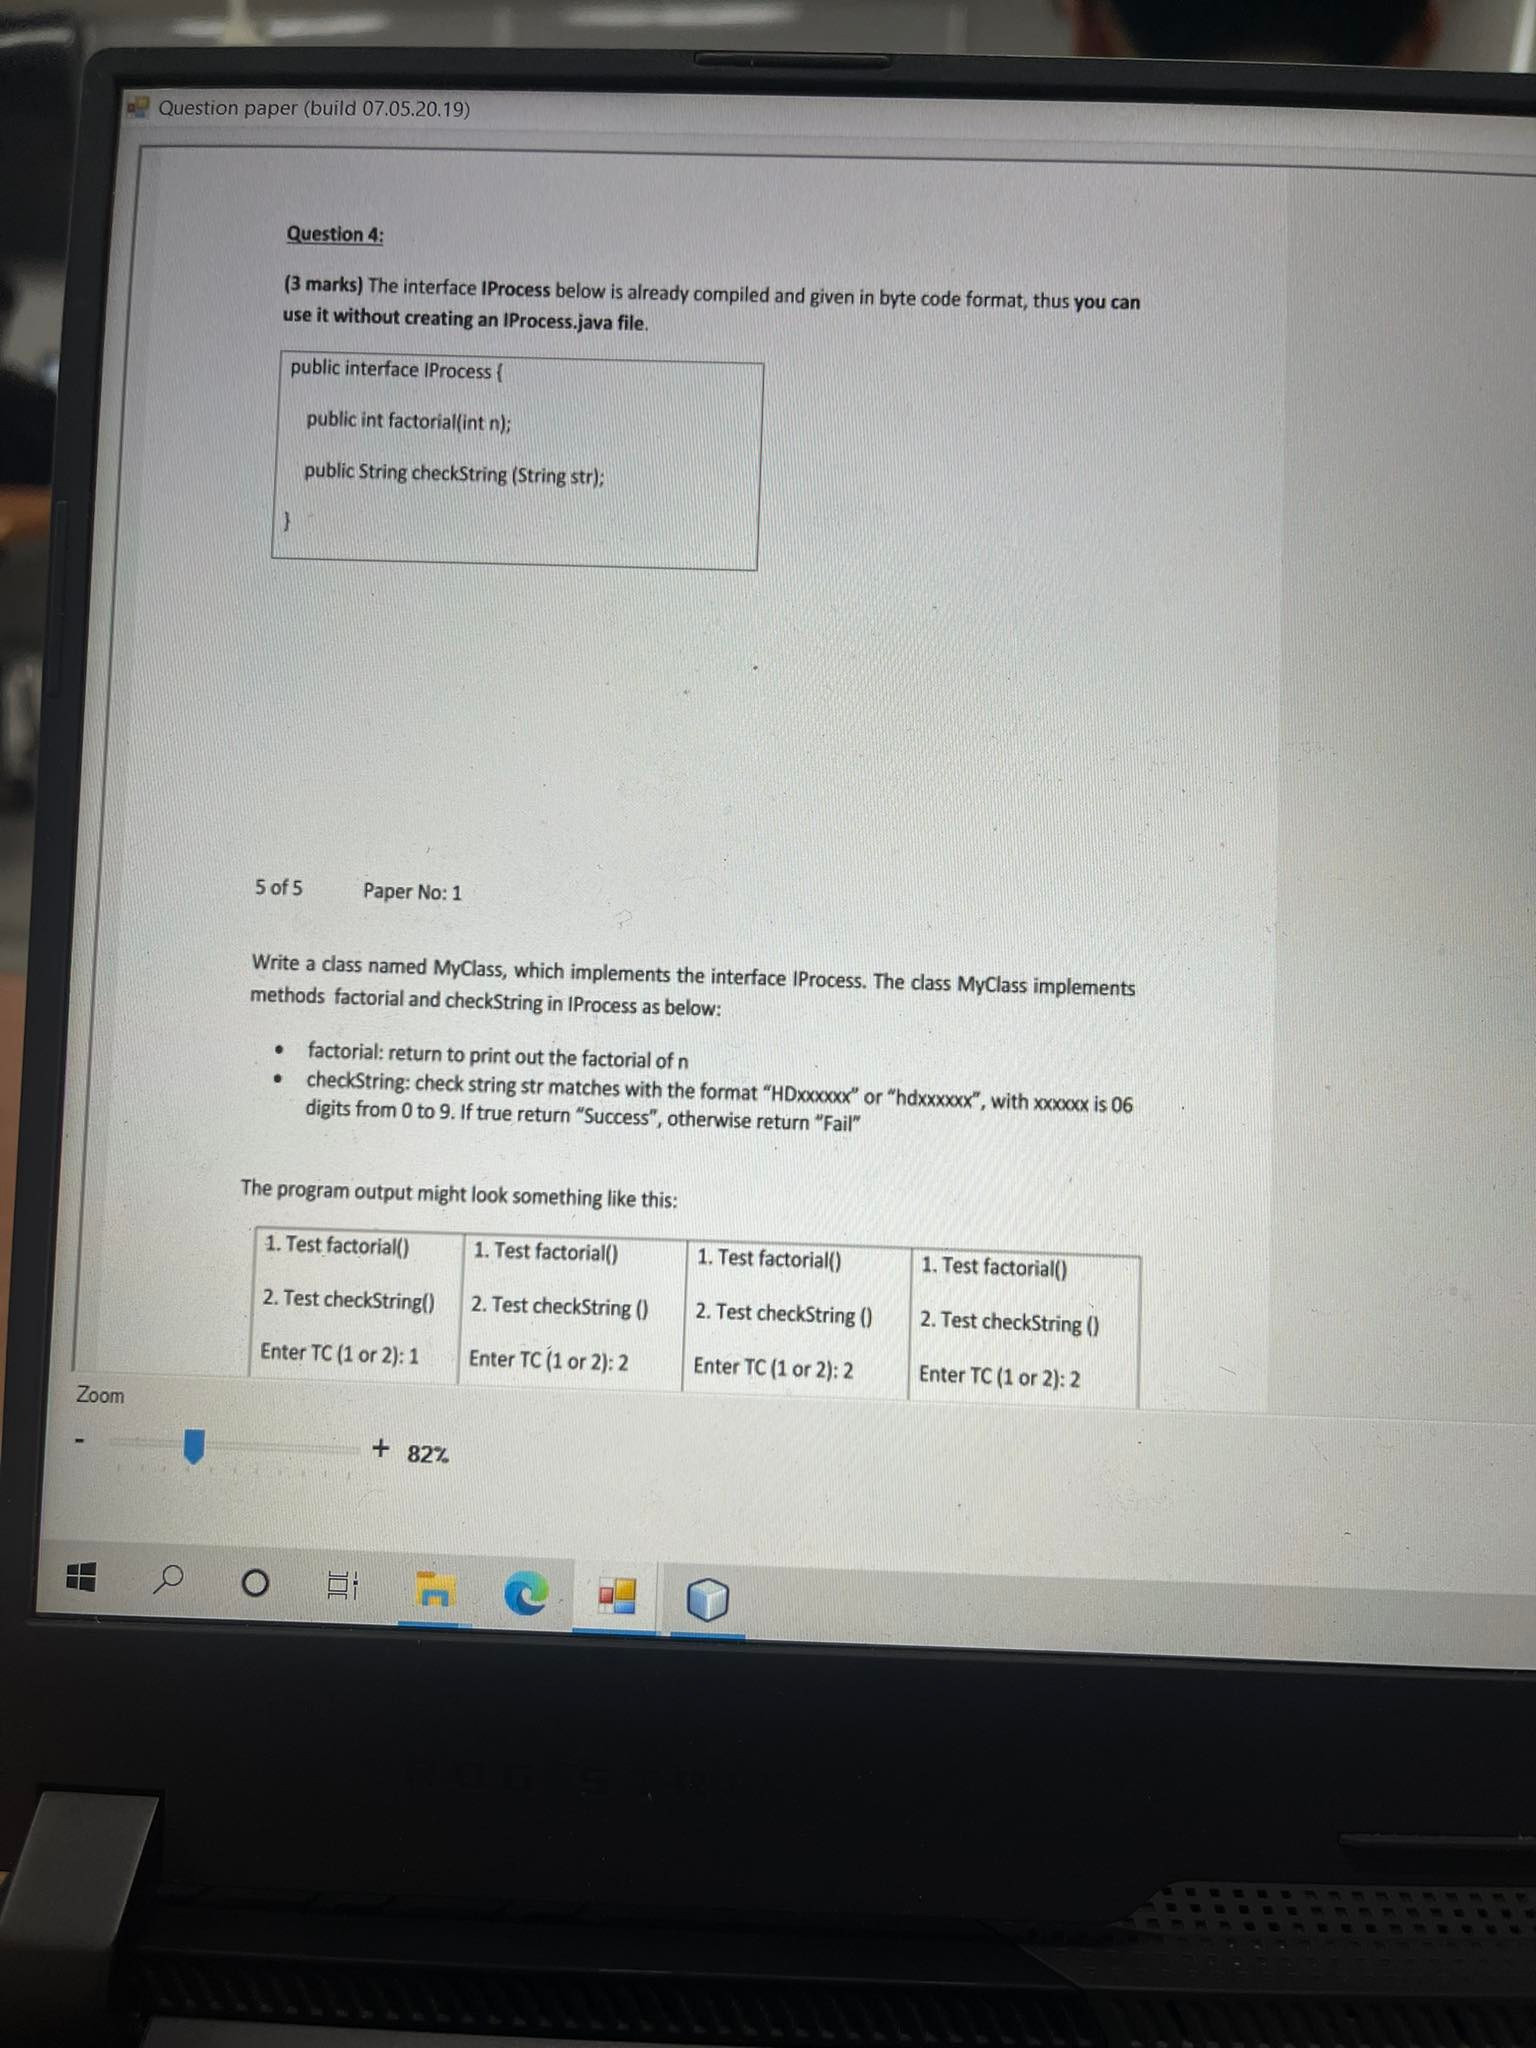 Question paper (build 07.05.20.19)
Question 4:
(3 marks) The interface IProcess below is already compiled and given in byte code format, thus you can
use it without creating an IProcess.java file.
public interface IProcess {
public int factorial(int n);
public String checkString (String str);
}
5 of 5 Paper No: 1
Write a class named MyClass, which implements the interface IProcess. The class MyClass implements
methods factorial and checkString in IProcess as below:
• factorial: return to print out the factorial of n
• checkString: check string str matches with the format “HDxxxxxx” or “hdxxxxxx”, with xxxxxx is 06
digits from 0 to 9. If true return “Success”, otherwise return “Fail”
The program output might look something like this:
1. Test factorial()
2. Test checkString()
Enter TC (1 or 2): 1
1. Test factorial()
2. Test checkString ()
Enter TC (1 or 2): 2
1. Test factorial()
2. Test checkString ()
Enter TC (1 or 2): 2
1. Test factorial()
2. Test checkString ()
Enter TC (1 or 2): 2
Zoom
- + 82%